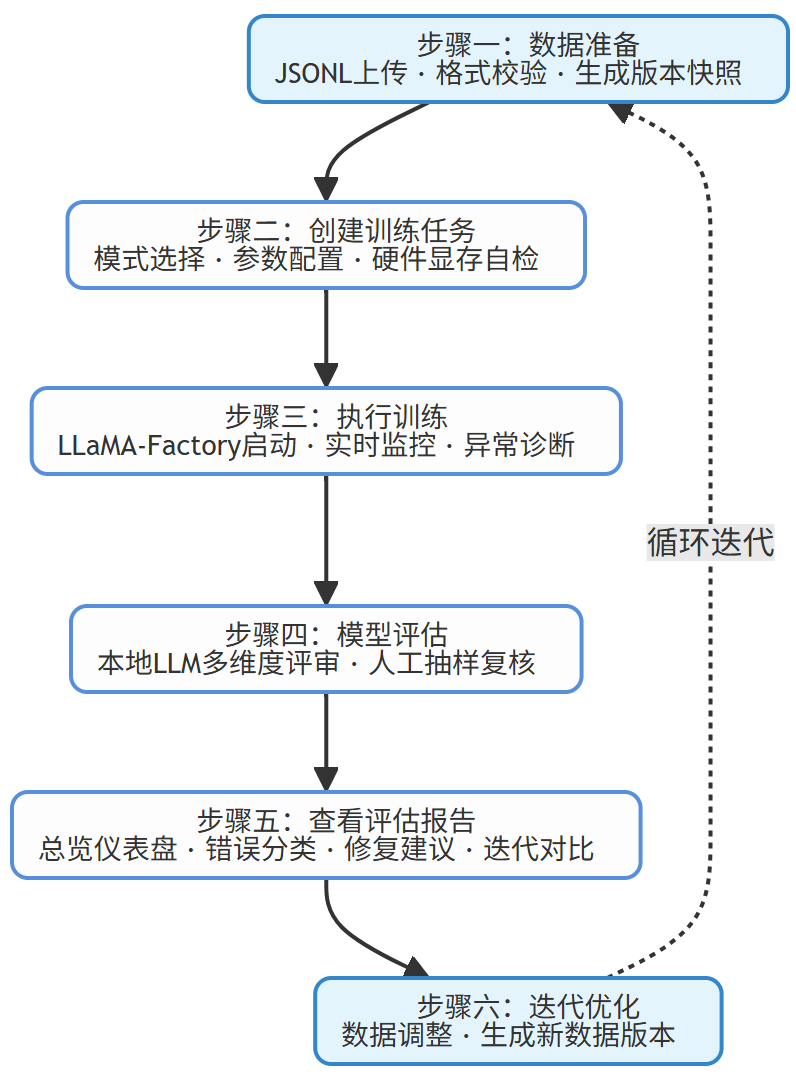 步骤一：数据准备
JSONL上传 · 格式校验 · 生成版本快照
步骤二：创建训练任务
模式选择 · 参数配置 · 硬件显存自检
步骤三：执行训练
LLaMA-Factory启动 · 实时监控 · 异常诊断
循环迭代
步骤四：模型评估
本地LLM多维度评审 · 人工抽样复核
步骤五：查看评估报告
总览仪表盘 · 错误分类 · 修复建议 · 迭代对比
步骤六：迭代优化
数据调整 · 生成新数据版本